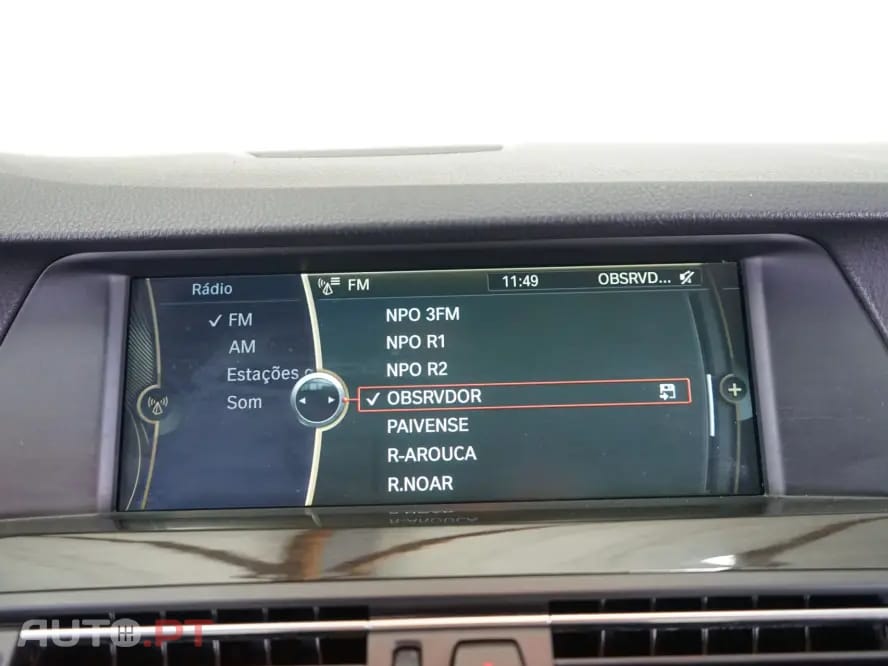 Rádio
FM
11:49
OBSRVD...
FM
AM
Estações
Som
NPO 3FM
NPO R1
NPO R2
OBSRVDOR
PAIVENSE
R-AROUCA
R.NOAR
AUTO.PT